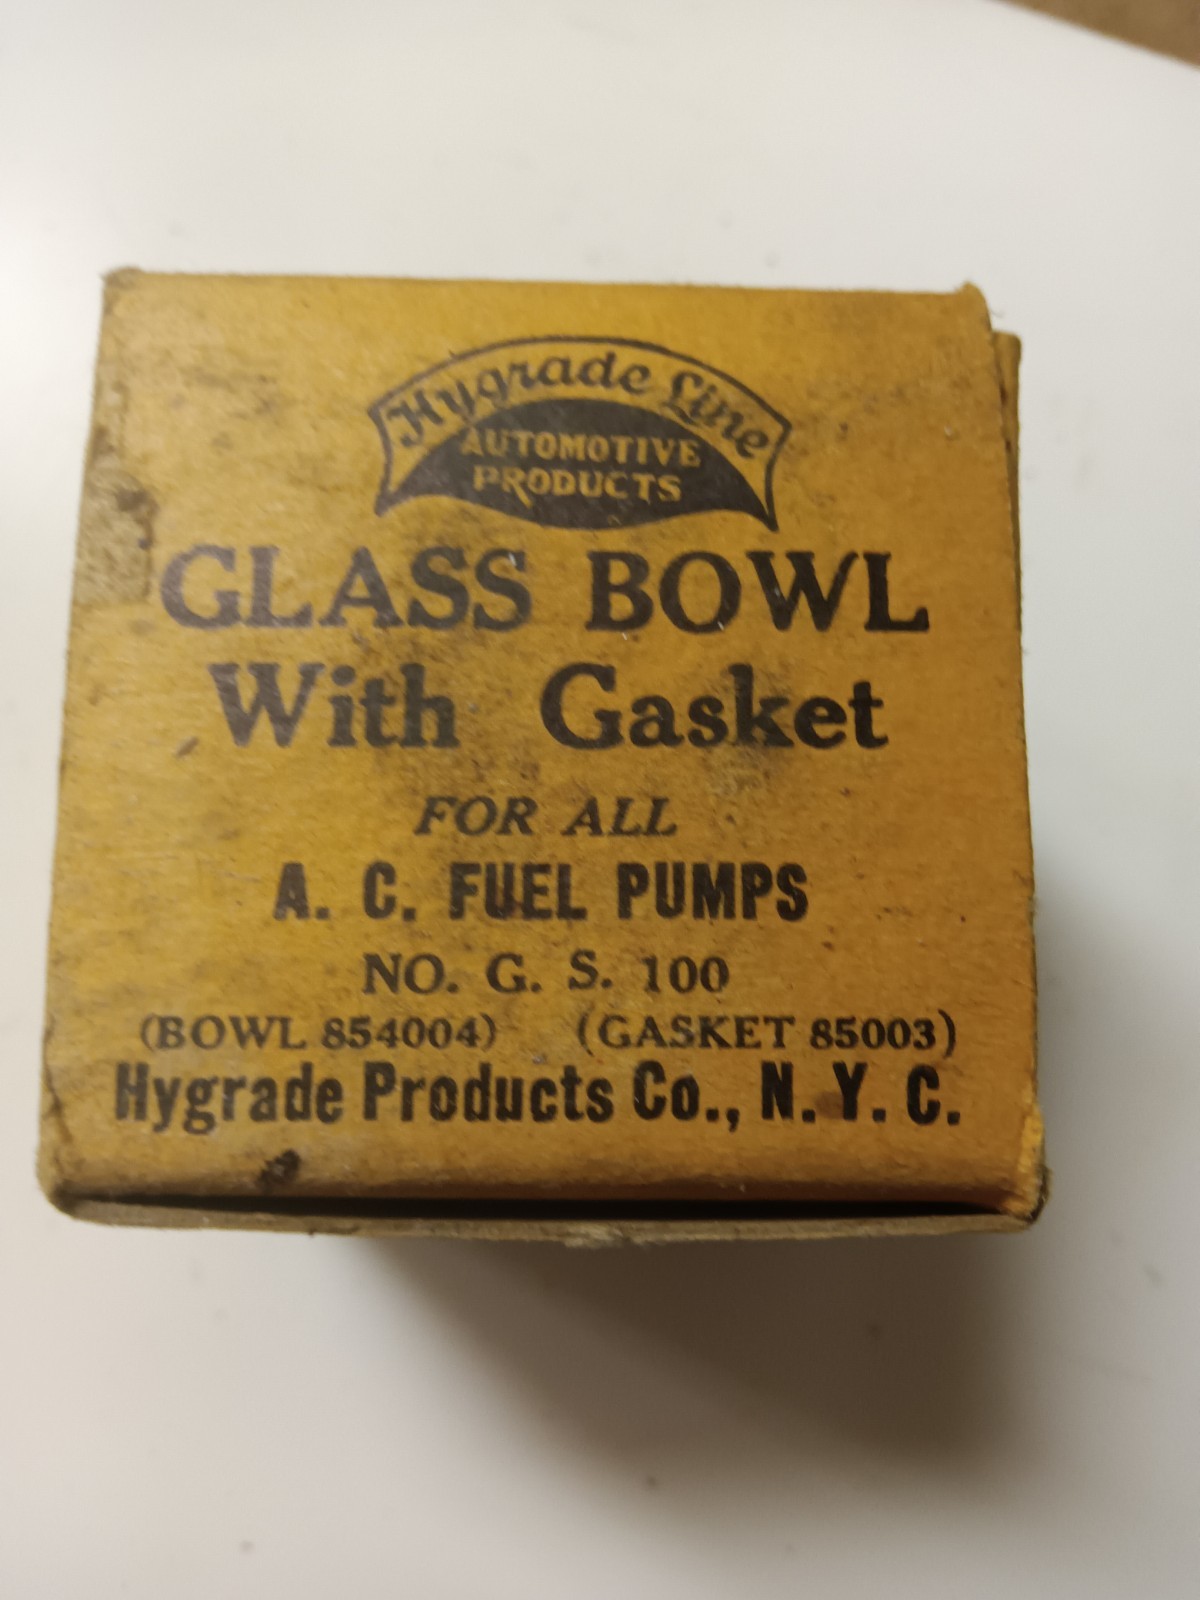 Hygrade Line
AUTOMOTIVE
PRODUCTS
GLASS BOWL
With Gasket
FOR ALL
A. C. FUEL PUMPS
NO. G. S. 100
(BOWL 854004) (GASKET 85003)
Hygrade Products Co., N. Y. C.